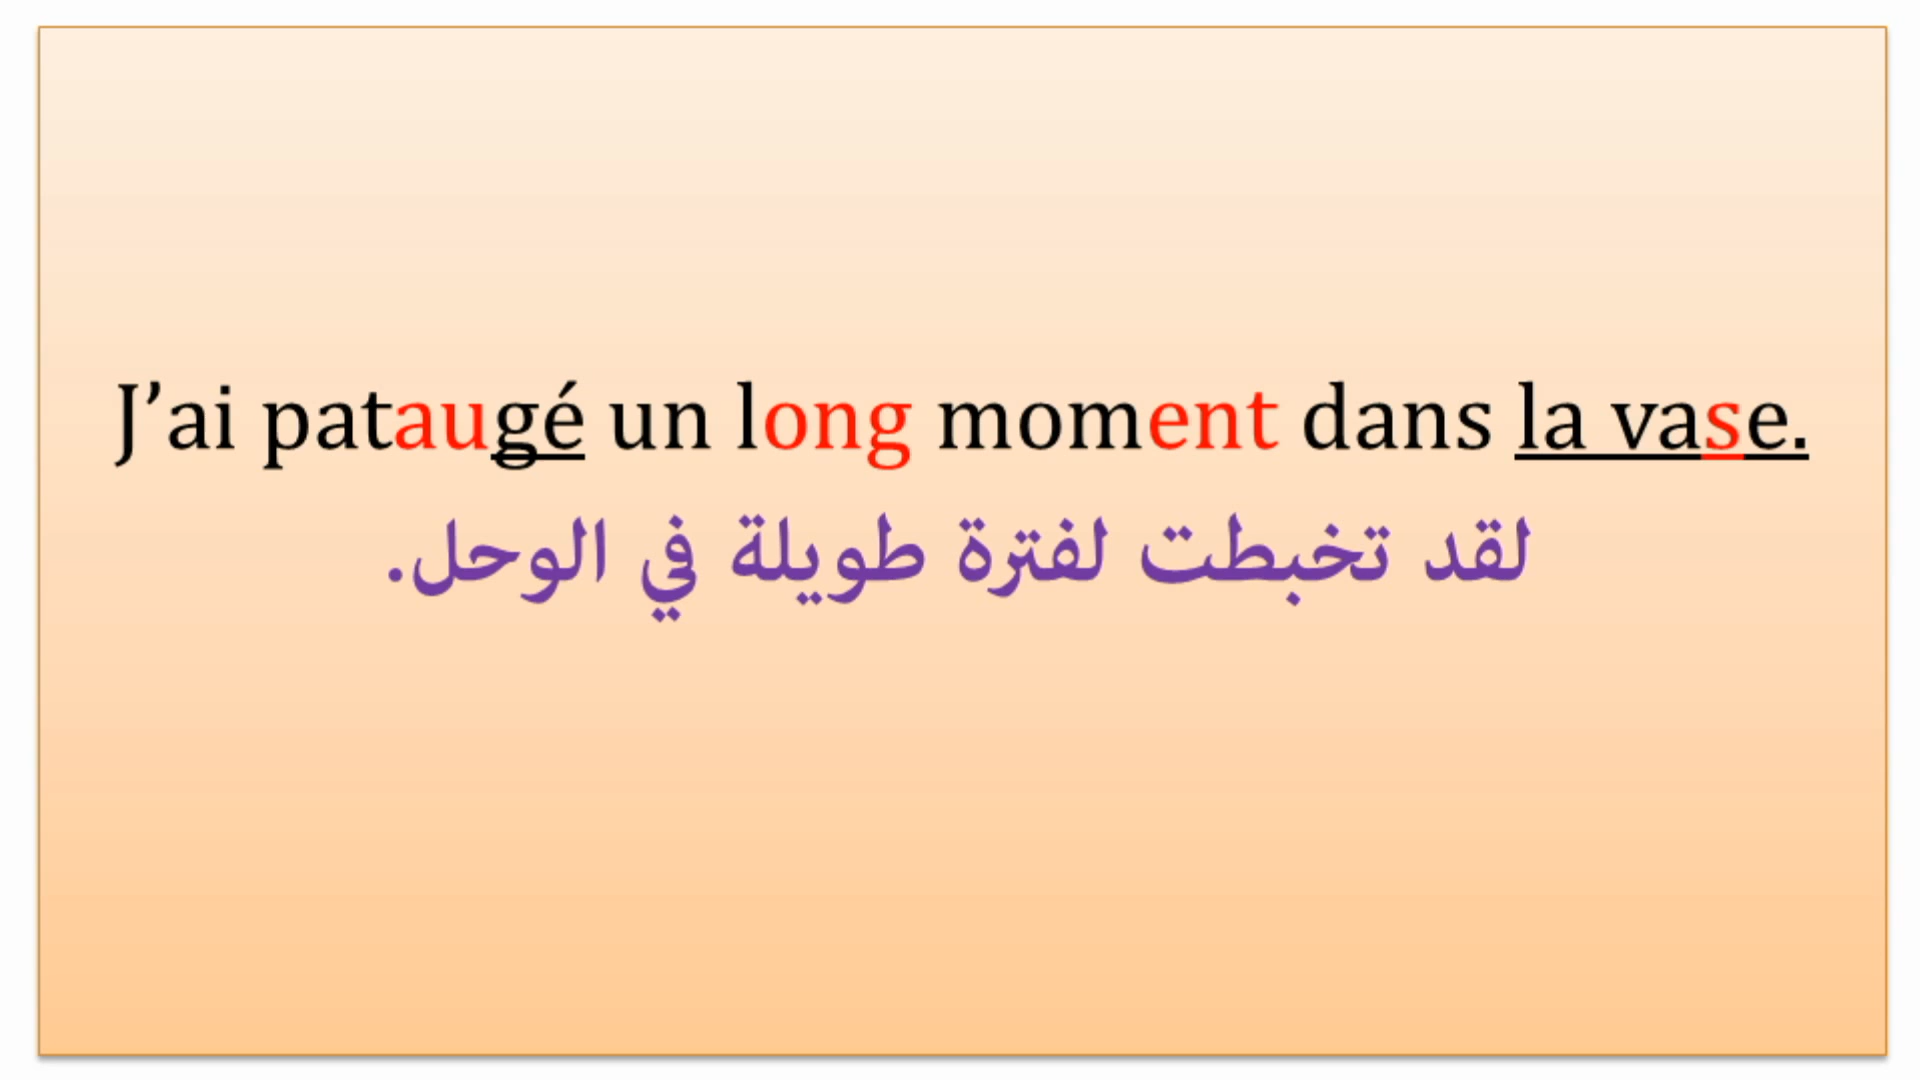 J’ai pataugé un long moment dans la vase.
لقد تخبطت لفترة طويلة في الوحل.